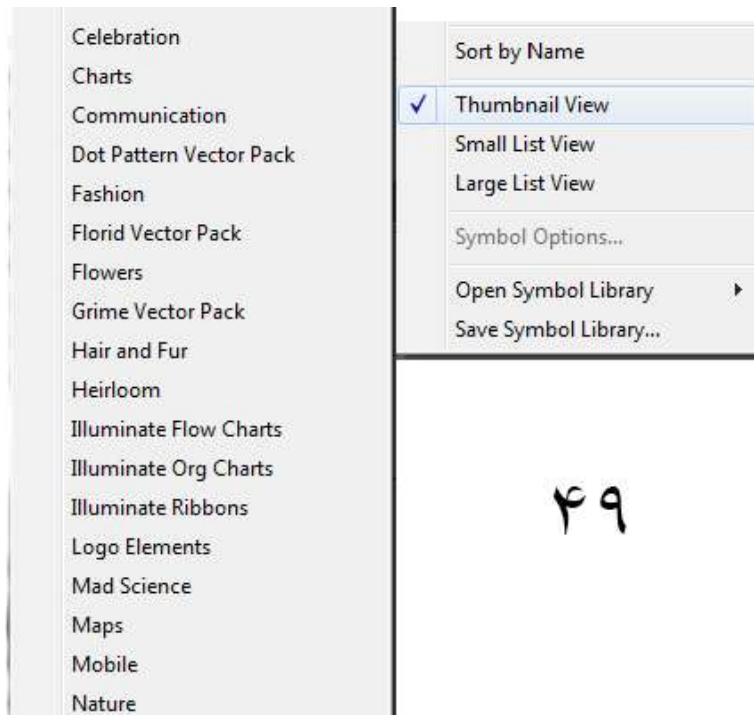 Celebration
Charts
Communication
Dot Pattern Vector Pack
Fashion
Florid Vector Pack
Flowers
Grime Vector Pack
Hair and Fur
Heirloom
Illuminate Flow Charts
Illuminate Org Charts
Illuminate Ribbons
Logo Elements
Mad Science
Maps
Mobile
Nature
Sort by Name
Thumbnail View
Small List View
Large List View
Symbol Options...
Open Symbol Library
Save Symbol Library...
۴۹